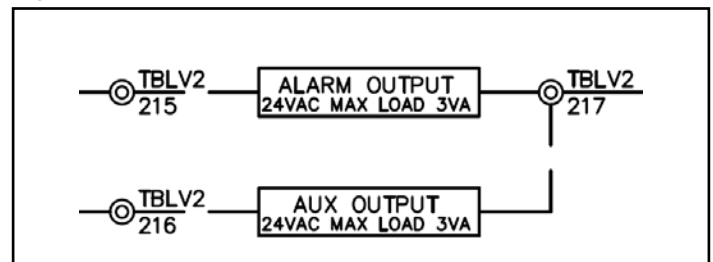 TBLV2
215
ALARM OUTPUT
24VAC MAX LOAD 3VA
TBLV2
217
TBLV2
216
AUX OUTPUT
24VAC MAX LOAD 3VA